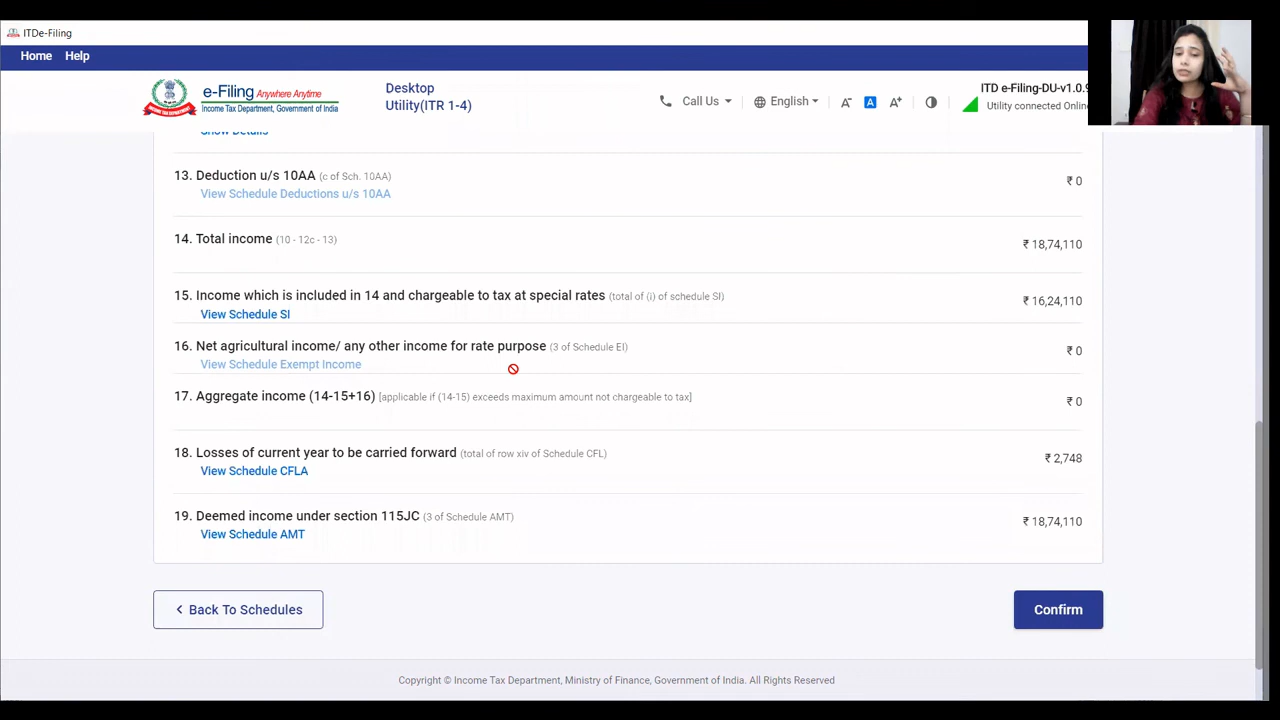 ITDe-Filing
Home Help
e-Filing Anywhere Anytime
Income Tax Department, Government of India
Desktop
Utility(ITR 1-4)
Call Us
English
A-
A
A+
ITD e-Filing-DU-v1.0.9
Utility connected Online
Show Details
13. Deduction u/s 10AA (c of Sch. 10AA)
₹ 0
View Schedule Deductions u/s 10AA
14. Total income (10 - 12c - 13)
₹ 18,74,110
15. Income which is included in 14 and chargeable to tax at special rates (total of (i) of schedule SI)
₹ 16,24,110
View Schedule SI
16. Net agricultural income/ any other income for rate purpose (3 of Schedule EI)
₹ 0
View Schedule Exempt Income
17. Aggregate income (14-15+16) [applicable if (14-15) exceeds maximum amount not chargeable to tax]
₹ 0
18. Losses of current year to be carried forward (total of row xiv of Schedule CFL)
₹ 2,748
View Schedule CFLA
19. Deemed income under section 115JC (3 of Schedule AMT)
₹ 18,74,110
View Schedule AMT
Back To Schedules
Confirm
Copyright © Income Tax Department, Ministry of Finance, Government of India. All Rights Reserved